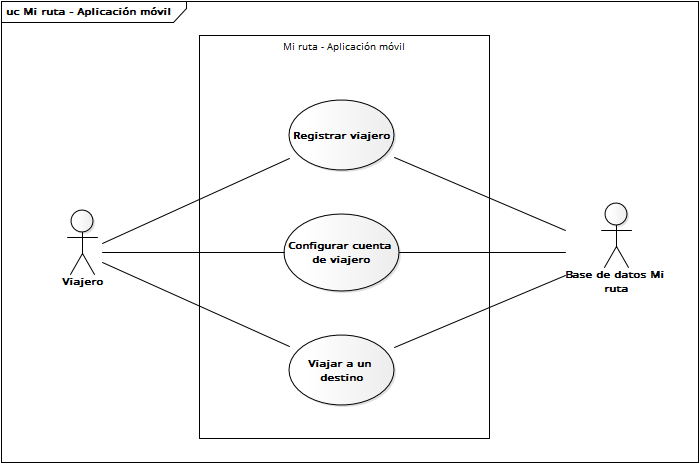 uc Mi ruta - Aplicación móvil
Mi ruta - Aplicación móvil
Registrar viajero
Configurar cuenta
de viajero
Viajero
Base de datos Mi
ruta
Viajar a un
destino